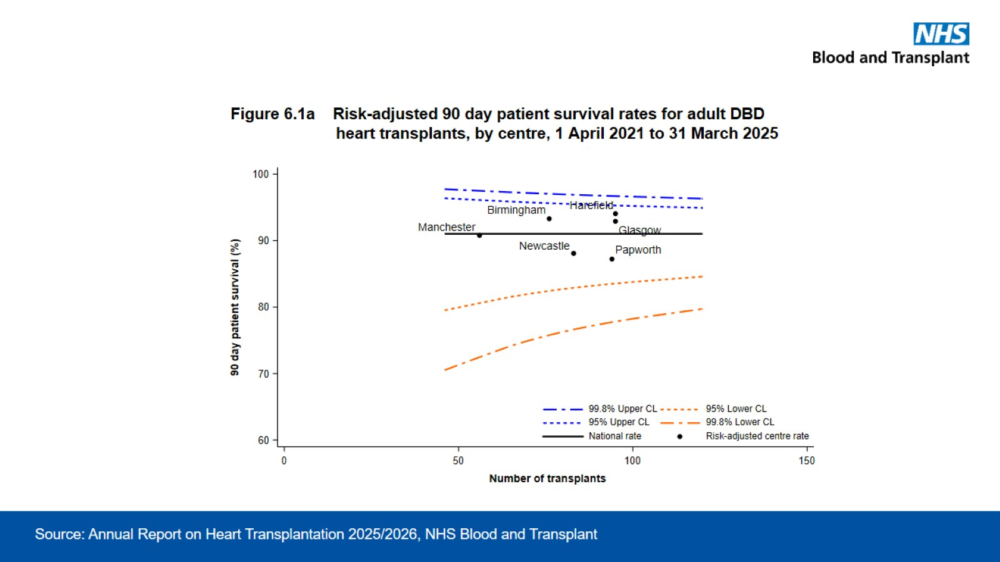 NHS
Blood and Transplant
Figure 6.1a Risk-adjusted 90 day patient survival rates for adult DBD
heart transplants, by centre, 1 April 2021 to 31 March 2025
100
90
80
70
60
90 day patient survival (%)
Harefield
Birmingham
Manchester
Glasgow
Newcastle
Papworth
99.8% Upper CL
95% Lower CL
95% Upper CL
99.8% Lower CL
National rate
Risk-adjusted centre rate
0
50
100
150
Number of transplants
Source: Annual Report on Heart Transplantation 2025/2026, NHS Blood and Transplant